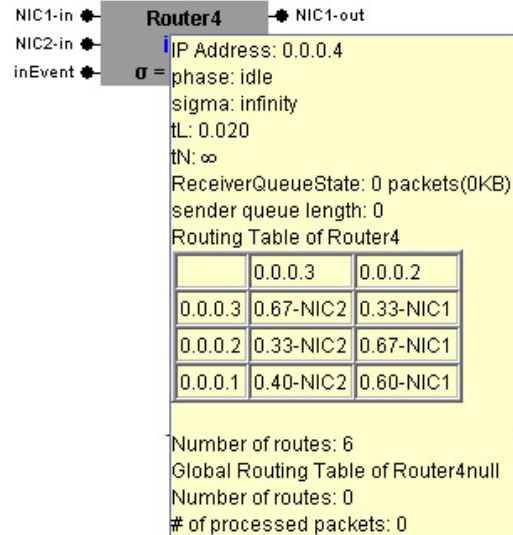 NIC1-in Router4 NIC1-out
NIC2-in i
inEvent σ =
IP Address: 0.0.0.4
phase: idle
sigma: infinity
tL: 0.020
tN: ∞
ReceiverQueueState: 0 packets(0KB)
sender queue length: 0
Routing Table of Router4
0.0.0.3 0.0.0.2
0.0.0.3 0.67-NIC2 0.33-NIC1
0.0.0.2 0.33-NIC2 0.67-NIC1
0.0.0.1 0.40-NIC2 0.60-NIC1
Number of routes: 6
Global Routing Table of Router4null
Number of routes: 0
# of processed packets: 0